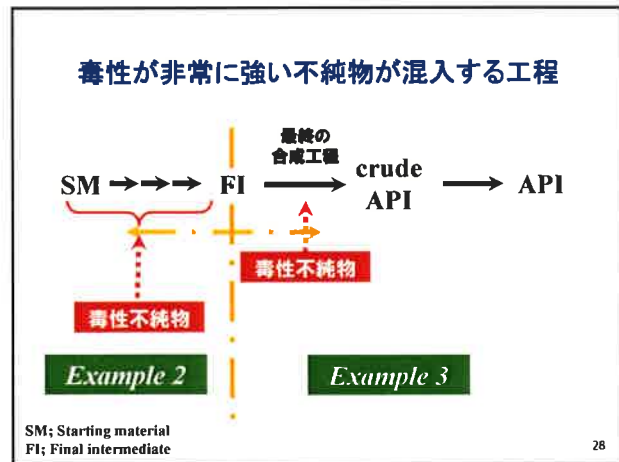 毒性が非常に強い不純物が混入する工程
最終の
合成工程
SM → → → FI → crude API → API
毒性不純物
毒性不純物
Example 2
Example 3
SM; Starting material
FI; Final intermediate
28